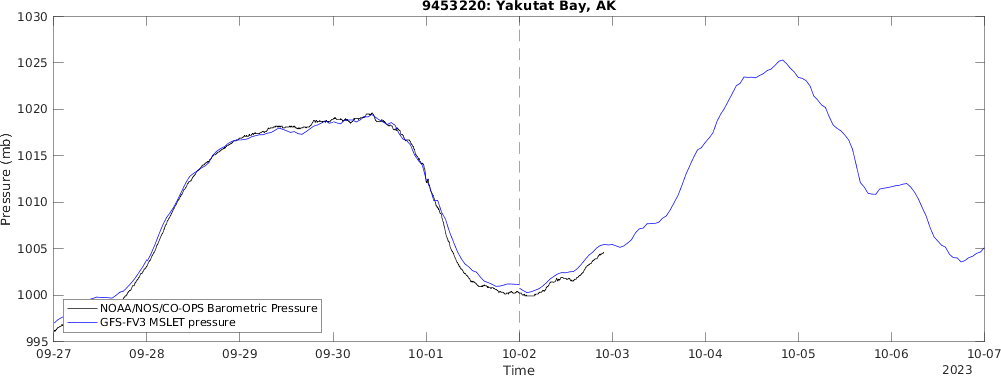 9453220: Yakutat Bay, AK
Pressure (mb)
1030
1025
1020
1015
1010
1005
1000
995
NOAA/NOS/CO-OPS Barometric Pressure
GFS-FV3 MSLET pressure
09-27 09-28 09-29 09-30 10-01 10-02 10-03 10-04 10-05 10-06 10-07
Time
2023